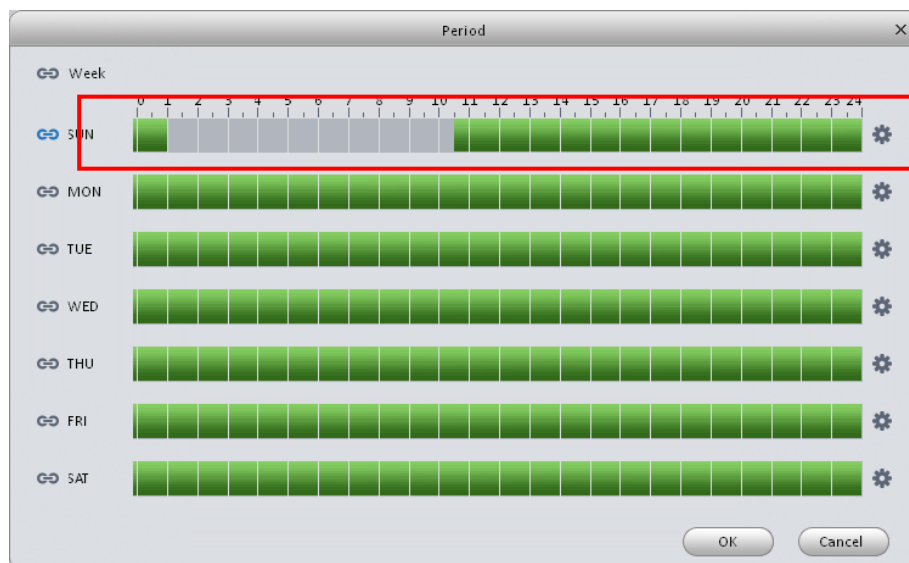 Period
Week
0 1 2 3 4 5 6 7 8 9 10 11 12 13 14 15 16 17 18 19 20 21 22 23 24
SUN
MON
TUE
WED
THU
FRI
SAT
OK Cancel